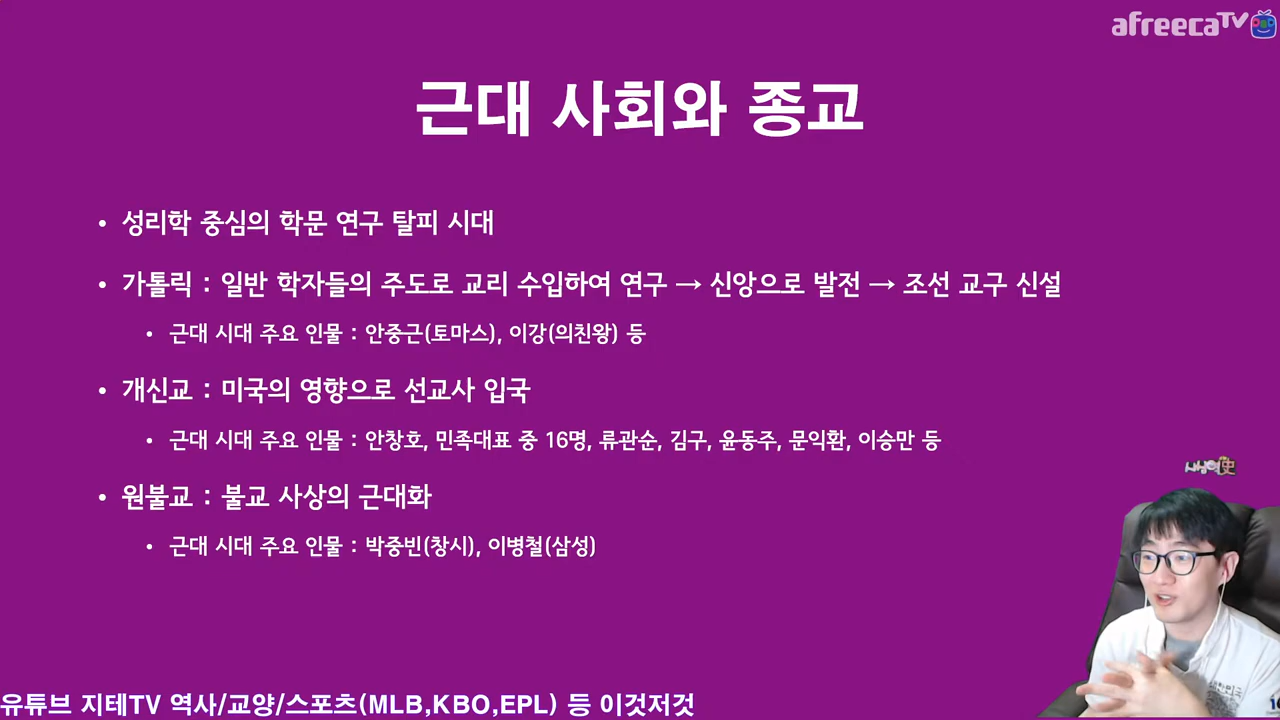 afreecaTV
근대 사회와 종교
• 성리학 중심의 학문 연구 탈피 시대
• 가톨릭 : 일반 학자들의 주도로 교리 수입하여 연구 → 신앙으로 발전 → 조선 교구 신설
• 근대 시대 주요 인물 : 안중근(토마스), 이강(의친왕) 등
• 개신교 : 미국의 영향으로 선교사 입국
• 근대 시대 주요 인물 : 안창호, 민족대표 중 16명, 류관순, 김구, 윤동주, 문익환, 이승만 등
• 원불교 : 불교 사상의 근대화
• 근대 시대 주요 인물 : 박중빈(창시), 이병철(삼성)
대한민국
유튜브 지테TV 역사/교양/스포츠(MLB,KBO,EPL) 등 이것저것